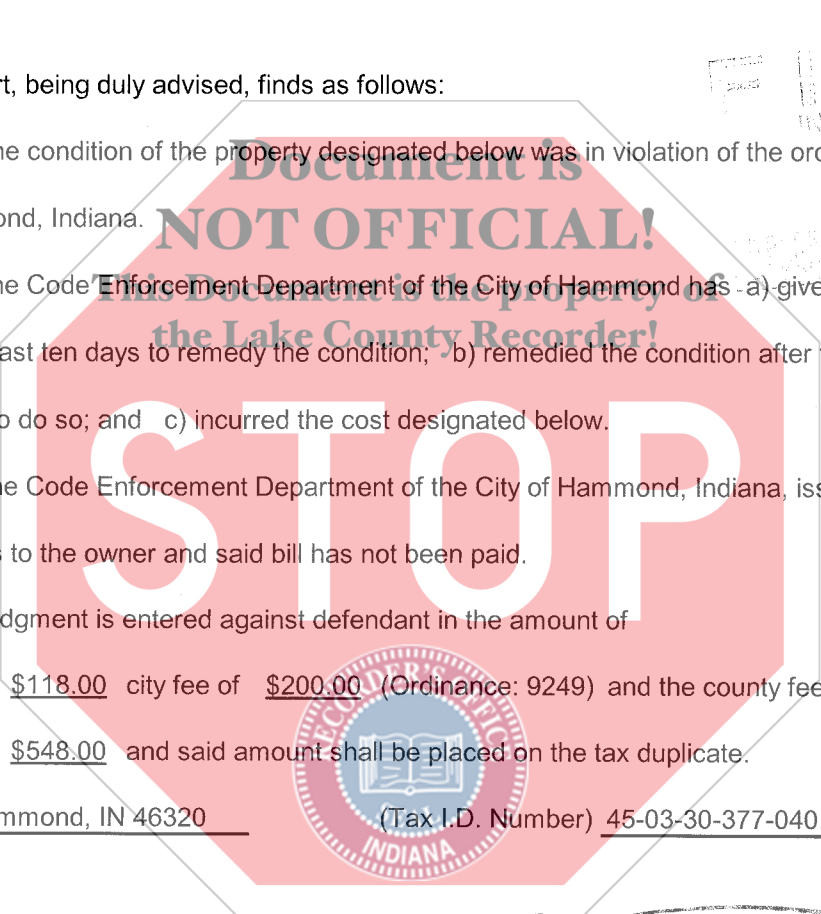 rt, being duly advised, finds as follows:
he condition of the property designated below was in violation of the ord
Document is
ond, Indiana.
NOT OFFICIAL!
he Code Enforcement Department of the City of Hammond has a) give
This Document is the property of
the Lake County Recorder!
ast ten days to remedy the condition; b) remedied the condition after
o do so; and c) incurred the cost designated below.
STOP
he Code Enforcement Department of the City of Hammond, Indiana, iss
s to the owner and said bill has not been paid.
dgment is entered against defendant in the amount of
$118.00 city fee of $200.00 (Ordinance: 9249) and the county fee
RECORDER'S OFFICE
$548.00 and said amount shall be placed on the tax duplicate.
mmond, IN 46320 (Tax I.D. Number) 45-03-30-377-040
SEAL
INDIANA